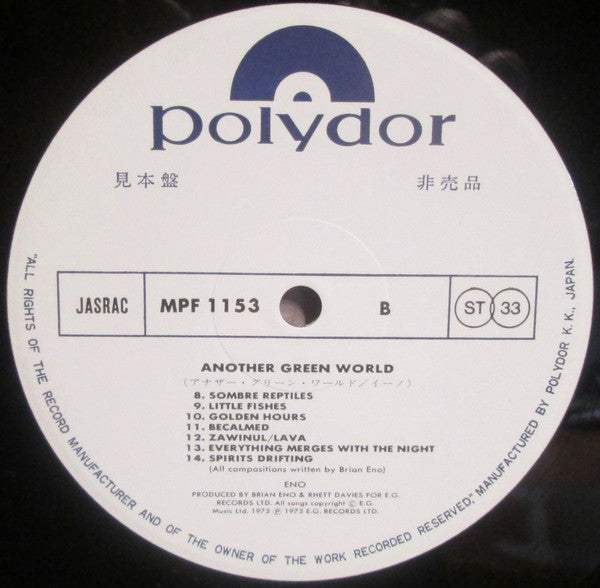 polydor
見本盤
非売品
JASRAC
MPF 1153
B
ST 33
ANOTHER GREEN WORLD
(アナザー・グリーン・ワールド/イーノ)
8. SOMBRE REPTILES
9. LITTLE FISHES
10. GOLDEN HOURS
11. BECALMED
12. ZAWINUL/LAVA
13. EVERYTHING MERGES WITH THE NIGHT
14. SPIRITS DRIFTING
(All compositions written by Brian Eno)
ENO
PRODUCED BY BRIAN ENO & RHETT DAVIES FOR E.G.
RECORDS LTD. All songs copyright © E.G.
Music Ltd. 1975 ℗ 1975 E.G. RECORDS LTD.
"ALL RIGHTS OF THE RECORD MANUFACTURER AND OF THE OWNER OF THE WORK RECORDED RESERVED." MANUFACTURED BY POLYDOR K.K., JAPAN.